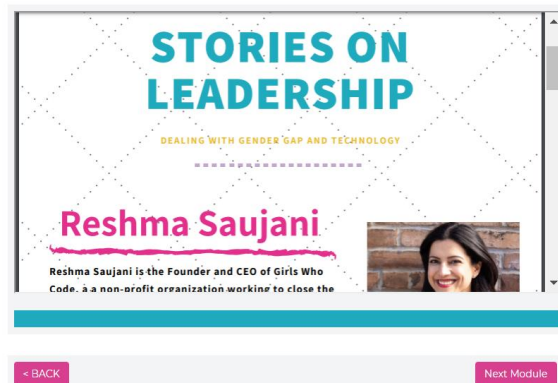 STORIES ON
LEADERSHIP
DEALING WITH GENDER GAP AND TECHNOLOGY
Reshma Saujani
Reshma Saujani is the Founder and CEO of Girls Who
Code, a a non-profit organization working to close the
< BACK
Next Module